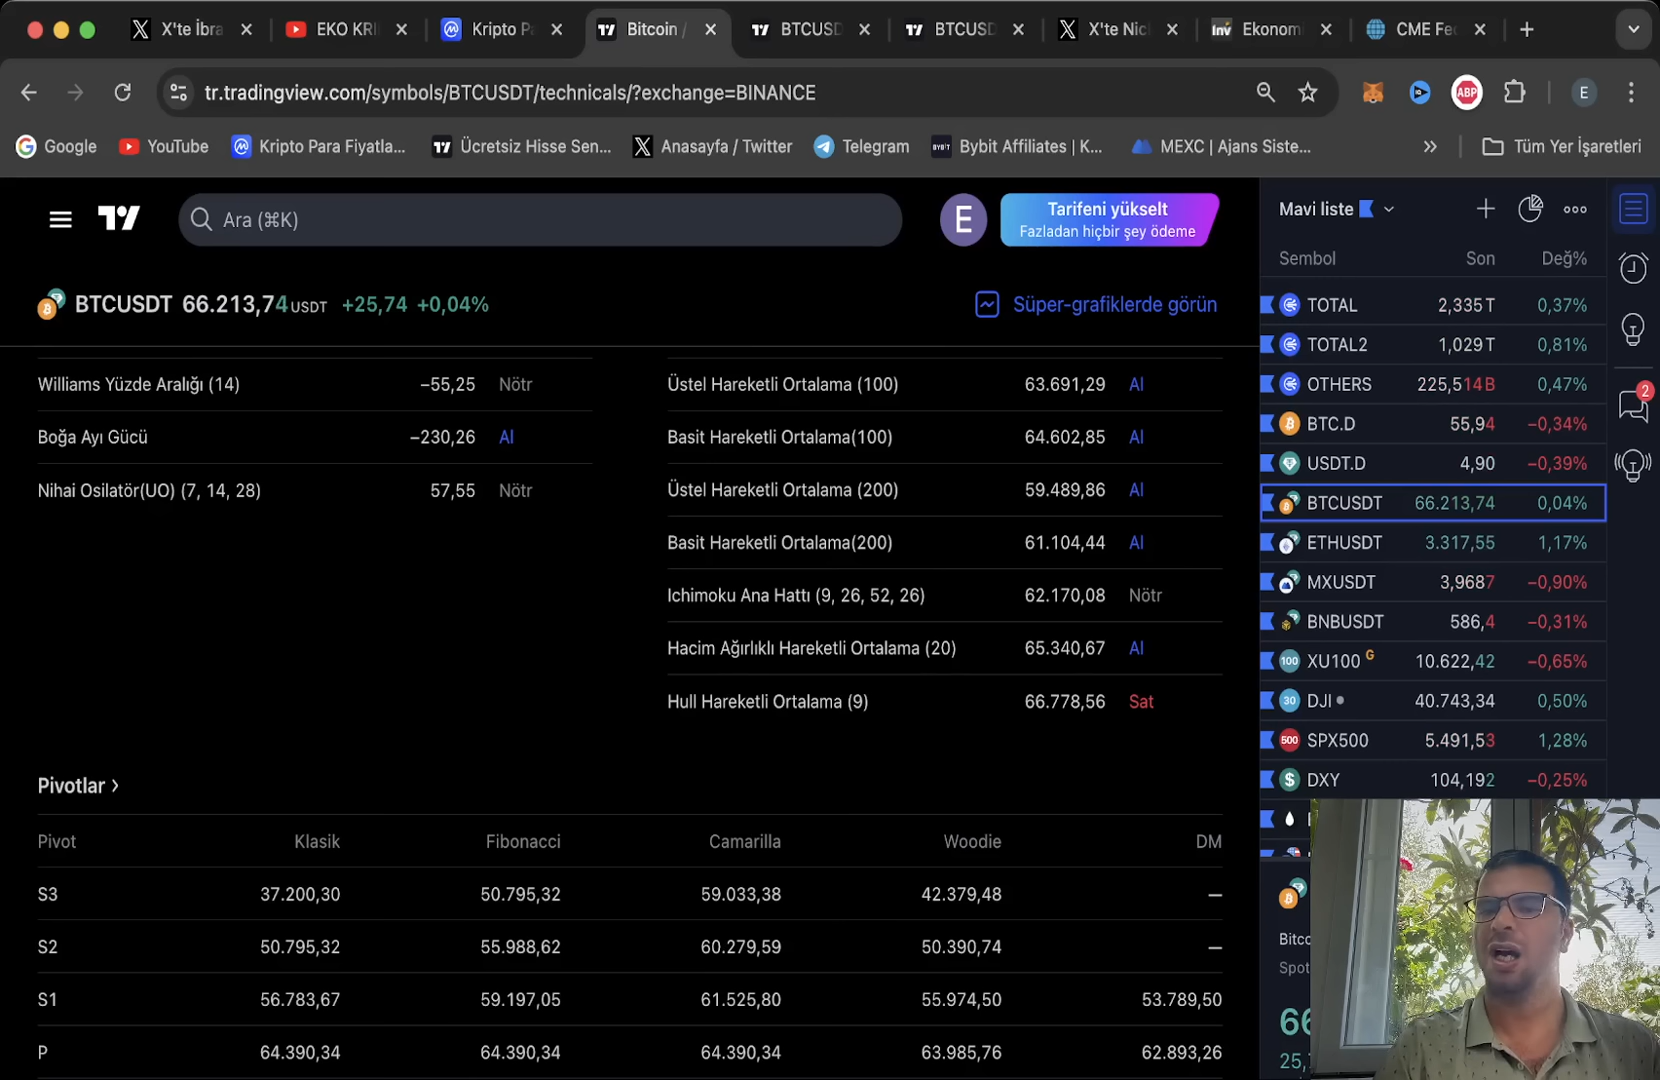 X'te İbra
EKO KRİ
Kripto P
Bitcoin /
BTCUSD
BTCUSD
X'te Nic
Inv
Ekonom
CME Fe
tr.tradingview.com/symbols/BTCUSDT/technicals/?exchange=BINANCE
ABP
E
Google
YouTube
Kripto Para Fiyatla...
Ücretsiz Hisse Sen...
Anasayfa / Twitter
Telegram
Bybit Affiliates | K...
MEXC | Ajans Siste...
Tüm Yer İşaretleri
Ara (⌘K)
E
Tarifeni yükselt
Fazladan hiçbir şey ödeme
BTCUSDT 66.213,74 USDT +25,74 +0,04%
Süper-grafiklerde görün
Williams Yüzde Aralığı (14) −55,25 Nötr
Boğa Ayı Gücü −230,26 Al
Nihai Osilatör(UO) (7, 14, 28) 57,55 Nötr
Üstel Hareketli Ortalama (100) 63.691,29 Al
Basit Hareketli Ortalama(100) 64.602,85 Al
Üstel Hareketli Ortalama (200) 59.489,86 Al
Basit Hareketli Ortalama(200) 61.104,44 Al
Ichimoku Ana Hattı (9, 26, 52, 26) 62.170,08 Nötr
Hacim Ağırlıklı Hareketli Ortalama (20) 65.340,67 Al
Hull Hareketli Ortalama (9) 66.778,56 Sat
Pivotlar ›
Pivot Klasik Fibonacci Camarilla Woodie DM
S3 37.200,30 50.795,32 59.033,38 42.379,48 —
S2 50.795,32 55.988,62 60.279,59 50.390,74 —
S1 56.783,67 59.197,05 61.525,80 55.974,50 53.789,50
P 64.390,34 64.390,34 64.390,34 63.985,76 62.893,26
Mavi liste
Sembol Son Değ%
TOTAL 2,335 T 0,37%
TOTAL2 1,029 T 0,81%
OTHERS 225,514 B 0,47%
BTC.D 55,94 −0,34%
USDT.D 4,90 −0,39%
BTCUSDT 66.213,74 0,04%
ETHUSDT 3.317,55 1,17%
MXUSDT 3,9687 −0,90%
BNBUSDT 586,4 −0,31%
100 XU100 G 10.622,42 −0,65%
30 DJI 40.743,34 0,50%
500 SPX500 5.491,53 1,28%
DXY 104,192 −0,25%
2
Bitco
Spot
66
25,